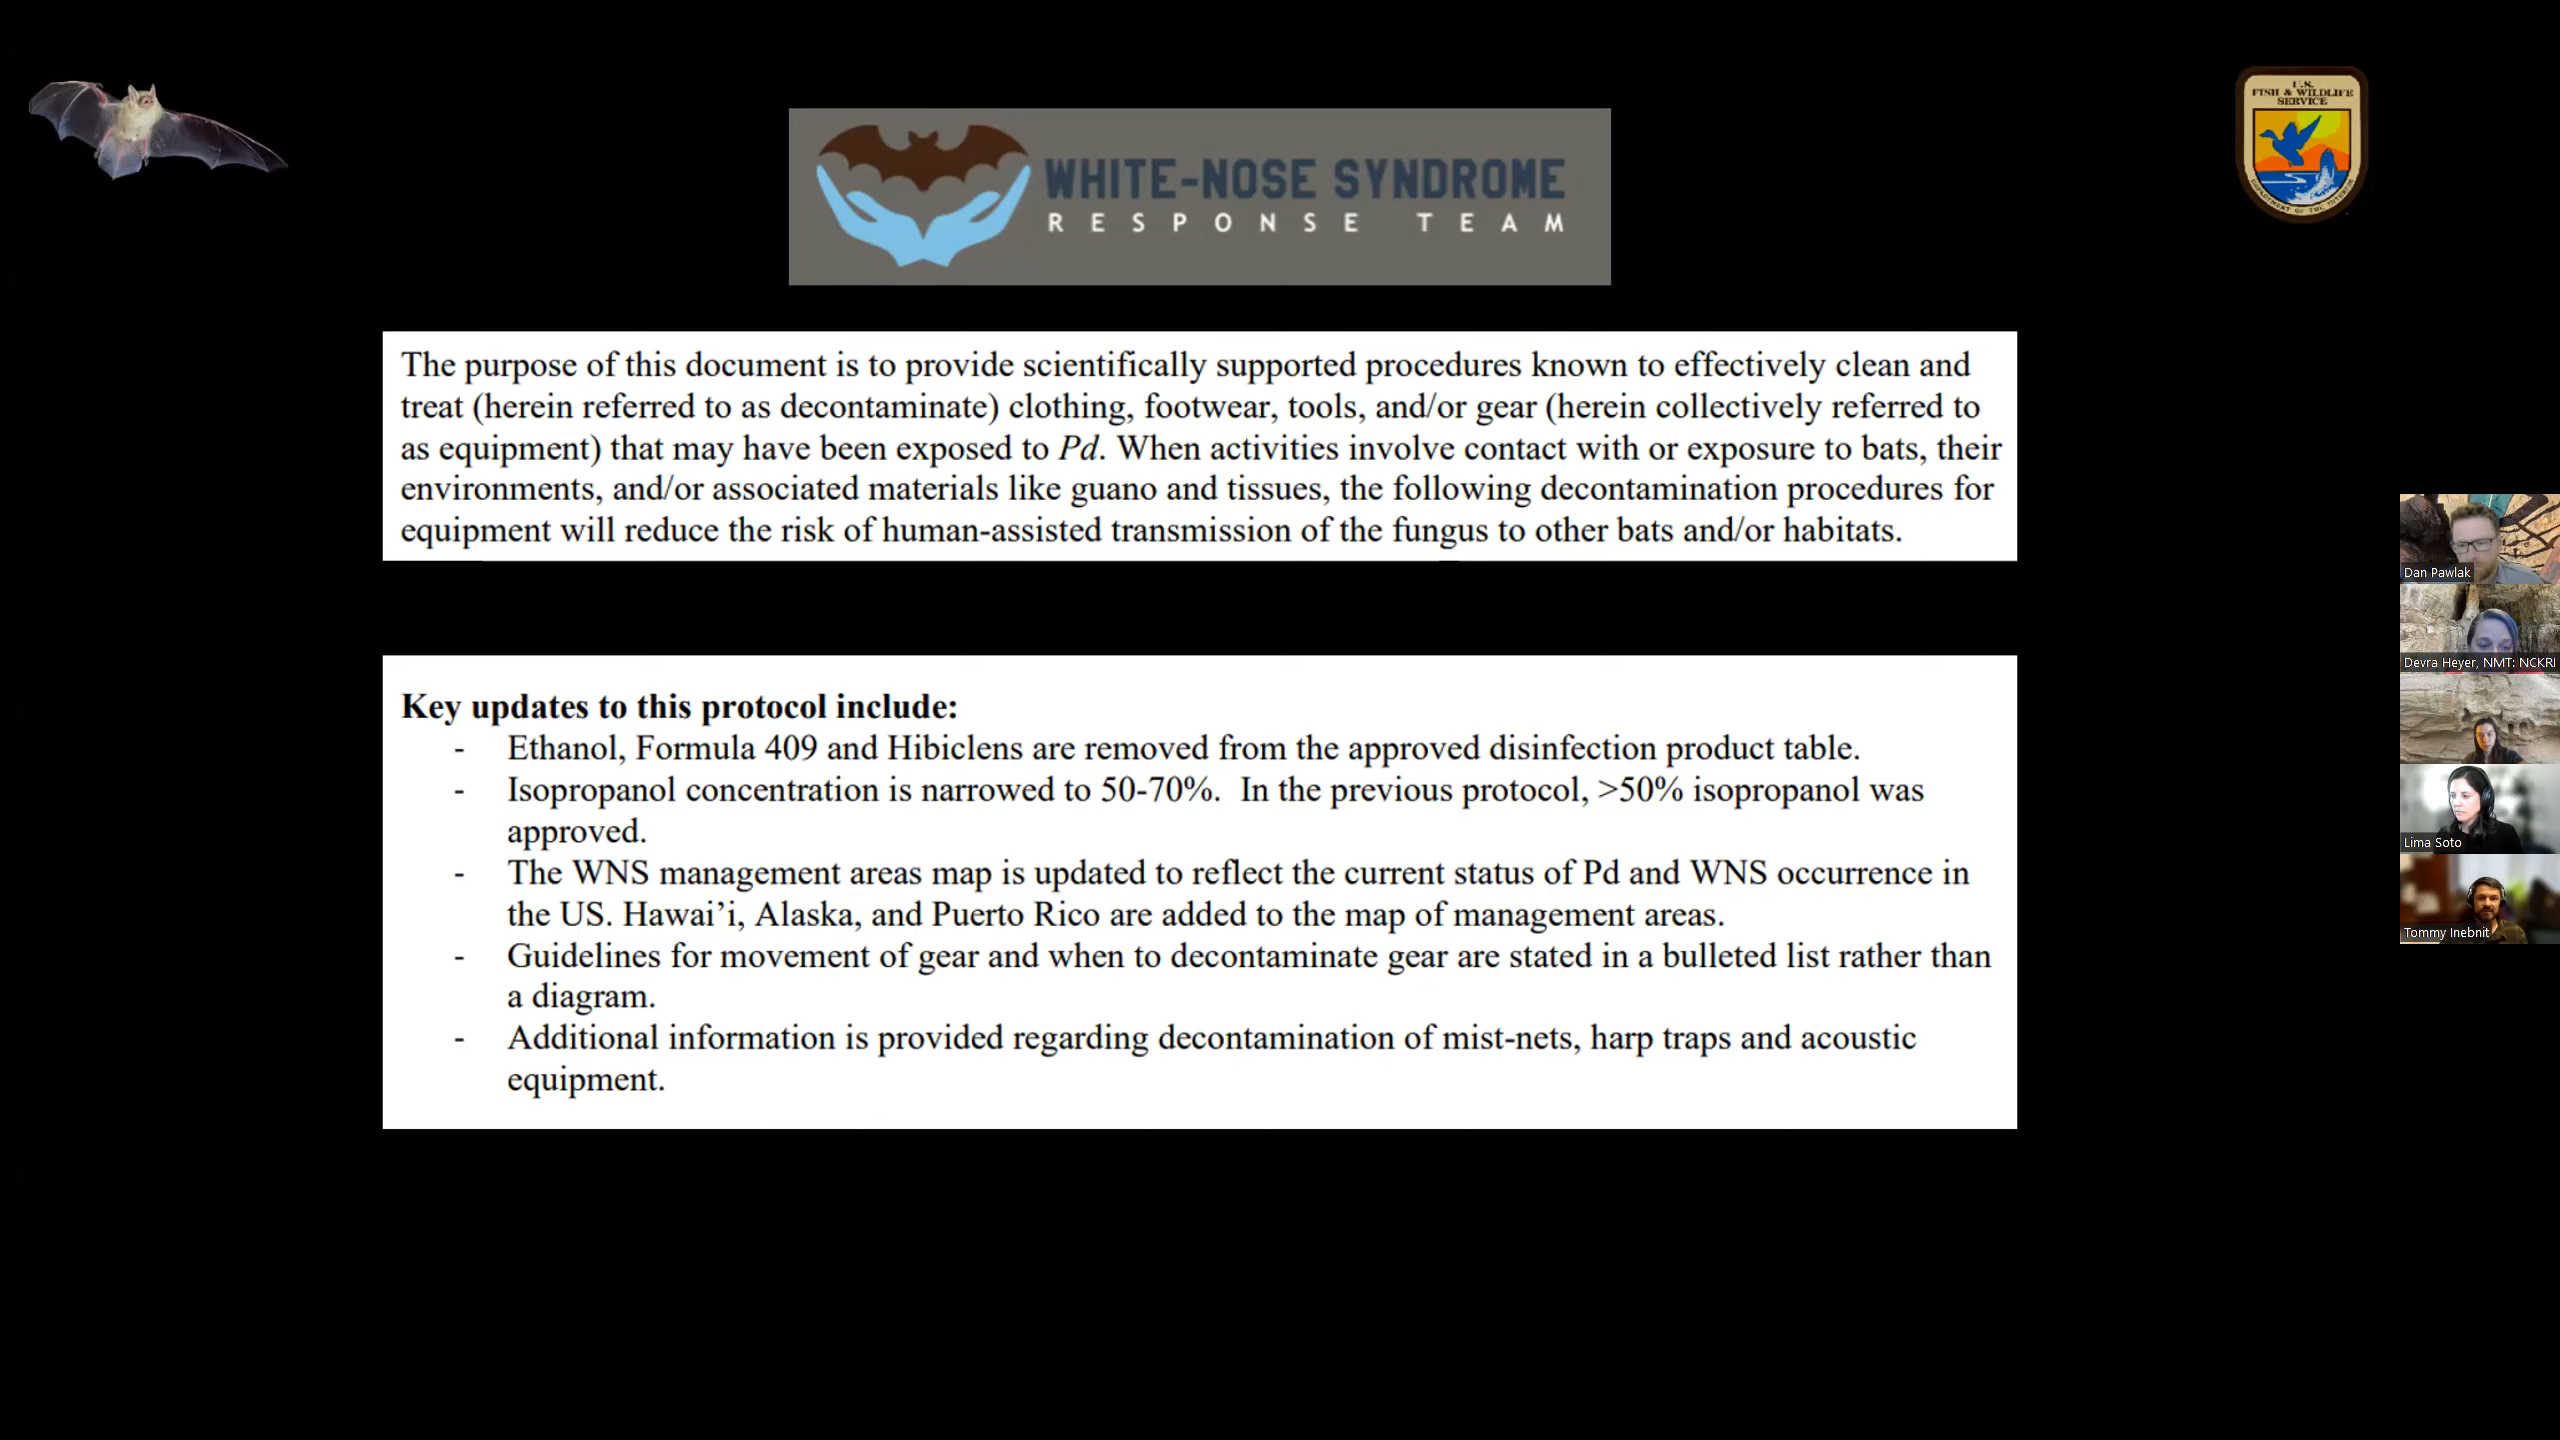 U.S.
FISH & WILDLIFE
SERVICE
DEPARTMENT OF THE INTERIOR
WHITE-NOSE SYNDROME
RESPONSE TEAM
The purpose of this document is to provide scientifically supported procedures known to effectively clean and
treat (herein referred to as decontaminate) clothing, footwear, tools, and/or gear (herein collectively referred to
as equipment) that may have been exposed to Pd. When activities involve contact with or exposure to bats, their
environments, and/or associated materials like guano and tissues, the following decontamination procedures for
equipment will reduce the risk of human-assisted transmission of the fungus to other bats and/or habitats.
Key updates to this protocol include:
- Ethanol, Formula 409 and Hibiclens are removed from the approved disinfection product table.
- Isopropanol concentration is narrowed to 50-70%. In the previous protocol, >50% isopropanol was
approved.
- The WNS management areas map is updated to reflect the current status of Pd and WNS occurrence in
the US. Hawai’i, Alaska, and Puerto Rico are added to the map of management areas.
- Guidelines for movement of gear and when to decontaminate gear are stated in a bulleted list rather than
a diagram.
- Additional information is provided regarding decontamination of mist-nets, harp traps and acoustic
equipment.
Dan Pawlak
Devra Heyer, NMT: NCKRI
Lima Soto
Tommy Inebnit